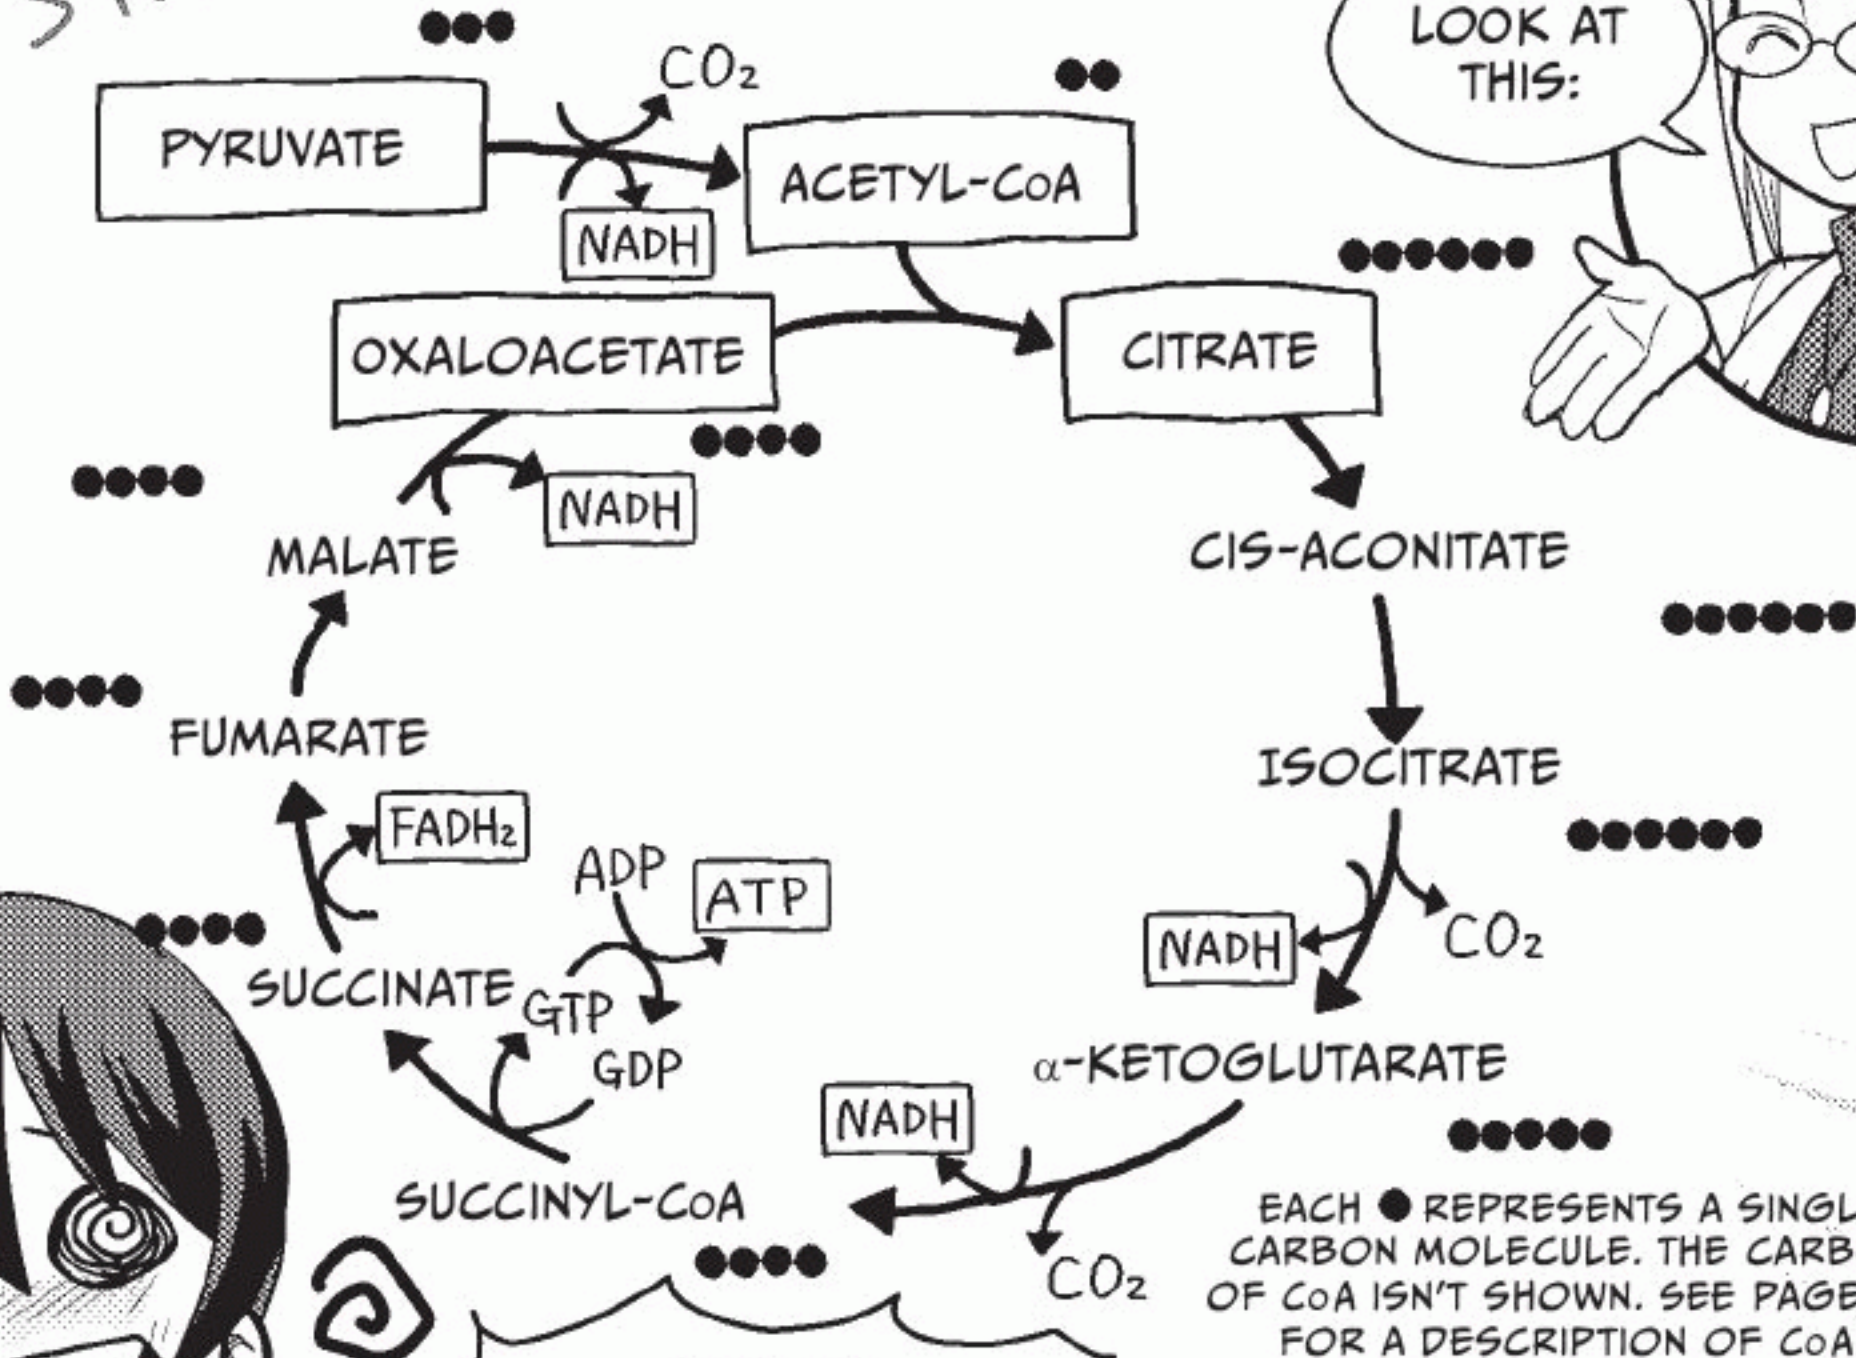 LOOK AT
THIS:
CO₂
PYRUVATE
ACETYL-CoA
NADH
OXALOACETATE
CITRATE
NADH
MALATE
CIS-ACONITATE
FUMARATE
ISOCITRATE
FADH₂
ADP
ATP
NADH
CO₂
SUCCINATE
GTP
GDP
α-KETOGLUTARATE
NADH
SUCCINYL-CoA
CO₂
EACH ● REPRESENTS A SINGL
CARBON MOLECULE. THE CARB
OF CoA ISN'T SHOWN. SEE PAGE
FOR A DESCRIPTION OF CoA